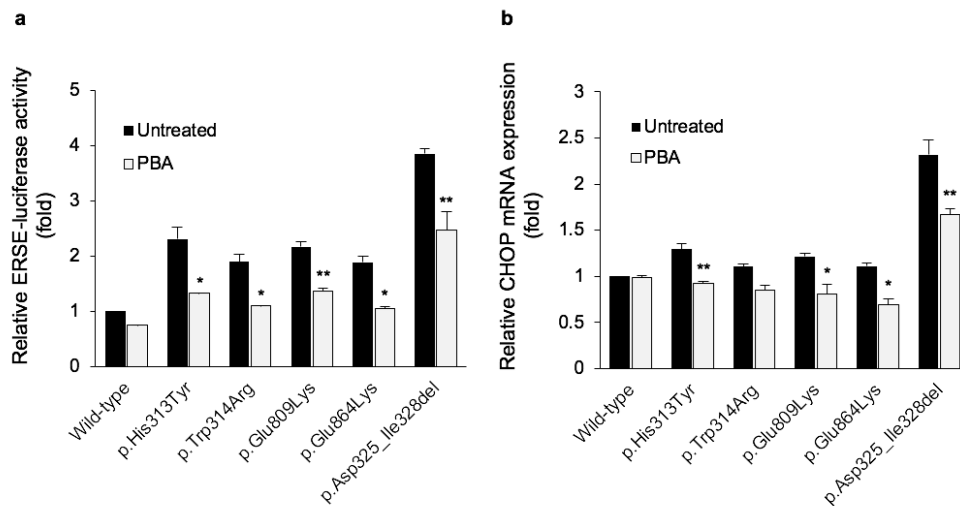 a
Relative ERSE-luciferase activity
(fold)
5
4
3
2
1
0
Untreated
PBA
*
*
**
*
**
Wild-type
p.His313Tyr
p.Trp314Arg
p.Glu809Lys
p.Glu864Lys
p.Asp325_Ile328del
b
Relative CHOP mRNA expression
(fold)
3
2.5
2
1.5
1
0.5
0
Untreated
PBA
**
*
*
**
Wild-type
p.His313Tyr
p.Trp314Arg
p.Glu809Lys
p.Glu864Lys
p.Asp325_Ile328del